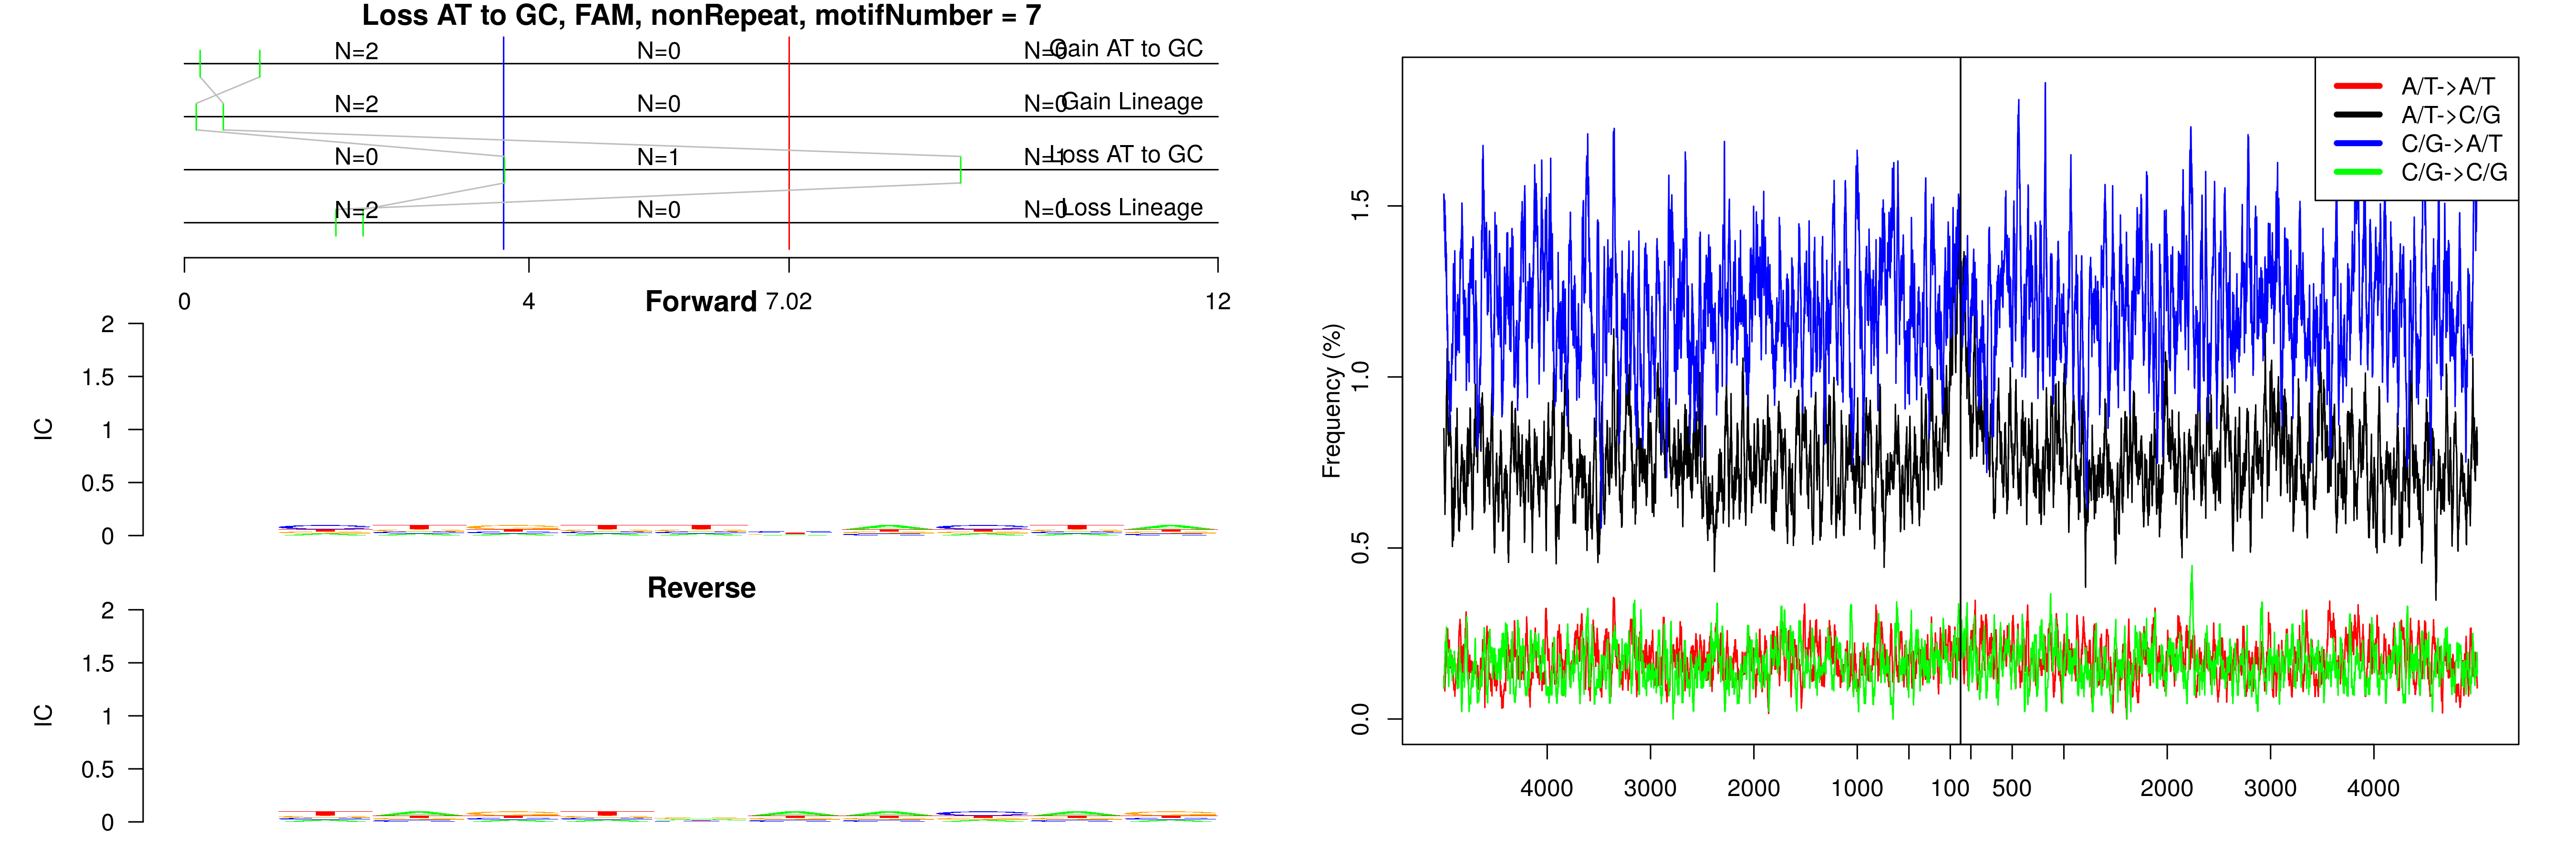 Loss AT to GC, FAM, nonRepeat, motifNumber = 7
N=2 N=0 N=0 Gain AT to GC
N=2 N=0 N=0 Gain Lineage
N=0 N=1 N=1 Loss AT to GC
N=2 N=0 N=0 Loss Lineage
0 4 7.02 12
Forward
2
1.5
1
0.5
0
IC
Reverse
2
1.5
1
0.5
0
IC
A/T->A/T
A/T->C/G
C/G->A/T
C/G->C/G
Frequency (%)
1.5
1.0
0.5
0.0
4000 3000 2000 1000 100 500 2000 3000 4000